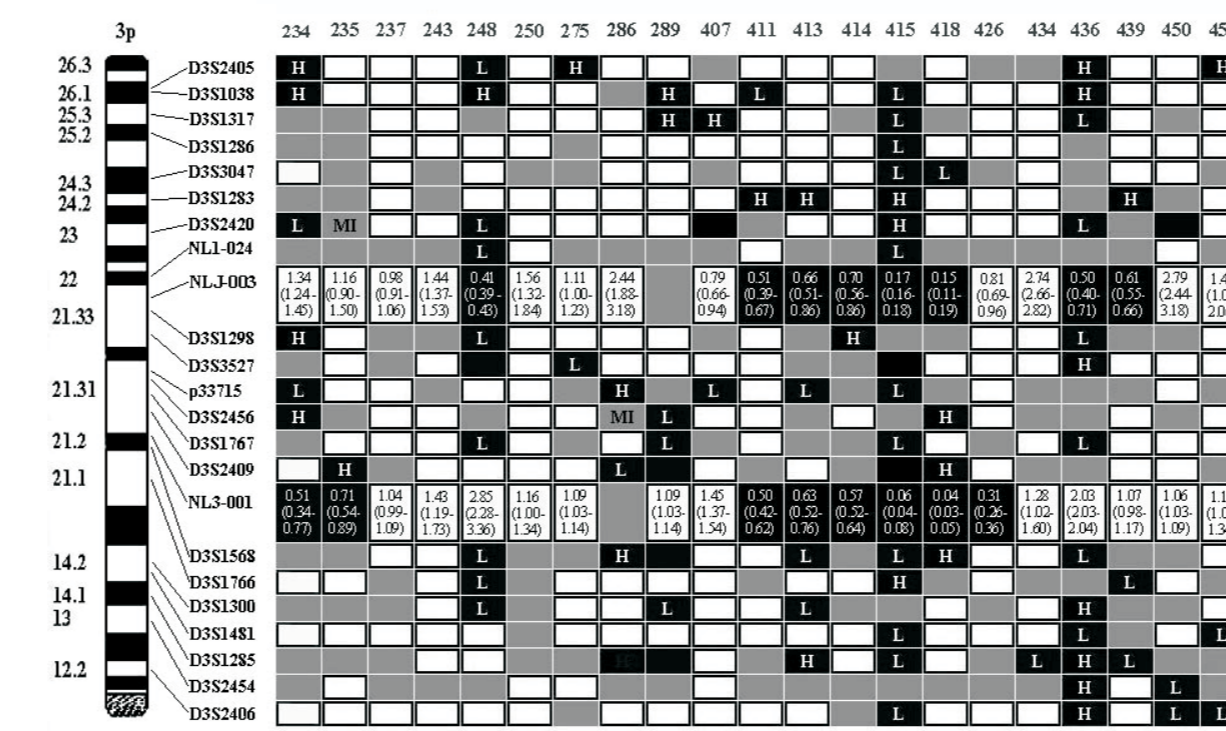 3p 234 235 237 243 248 250 275 286 289 407 411 413 414 415 418 426 434 436 439 450
26.3 D3S2405 H L H H H
26.1 D3S1038 H H H L L H
25.3 D3S1317 H H L L
25.2
D3S1286 L
D3S3047 L L
24.3
24.2 D3S1283 H H H H
23 D3S2420 L MI L H L
NL1-024 L L
22 NLJ-003
1.34 1.16 0.98 1.44 0.41 1.56 1.11 2.44 0.79 0.51 0.66 0.70 0.17 0.15 0.81 2.74 0.50 0.61 2.79 1.4
(1.24- (0.90- (0.91- (1.37- (0.39- (1.32- (1.00- (1.88- (0.66- (0.39- (0.51- (0.56- (0.16- (0.11- (0.69- (2.66- (0.40- (0.55- (2.44- (1.0
1.45) 1.50) 1.06) 1.53) 0.43) 1.84) 1.23) 3.18) 0.94) 0.67) 0.86) 0.86) 0.18) 0.19) 0.96) 2.82) 0.71) 0.66) 3.18) 2.0
21.33
D3S1298 H L H L
D3S3527 L H
21.31 p33715 L H L L L
D3S2456 H MI L H
21.2 D3S1767 L L L L
D3S2409 H L H
21.1
NL3-001
0.51 0.71 1.04 1.43 2.85 1.16 1.09 1.09 1.45 0.50 0.63 0.57 0.06 0.04 0.31 1.28 2.03 1.07 1.06 1.1
(0.34- (0.54- (0.99- (1.19- (2.28- (1.00- (1.03- (1.03- (1.37- (0.42- (0.52- (0.52- (0.04- (0.03- (0.26- (1.02- (2.03- (0.98- (1.03- (1.0
0.77) 0.89) 1.09) 1.73) 3.36) 1.34) 1.14) 1.14) 1.54) 0.62) 0.76) 0.64) 0.08) 0.05) 0.36) 1.60) 2.04) 1.17) 1.09) 1.3
14.2 D3S1568 L H L L H L
D3S1766 L H L
14.1 D3S1300 L L L H
13
D3S1481 L L L
12.2 D3S1285 H H L L H L
D3S2454 H L
D3S2406 L H L L